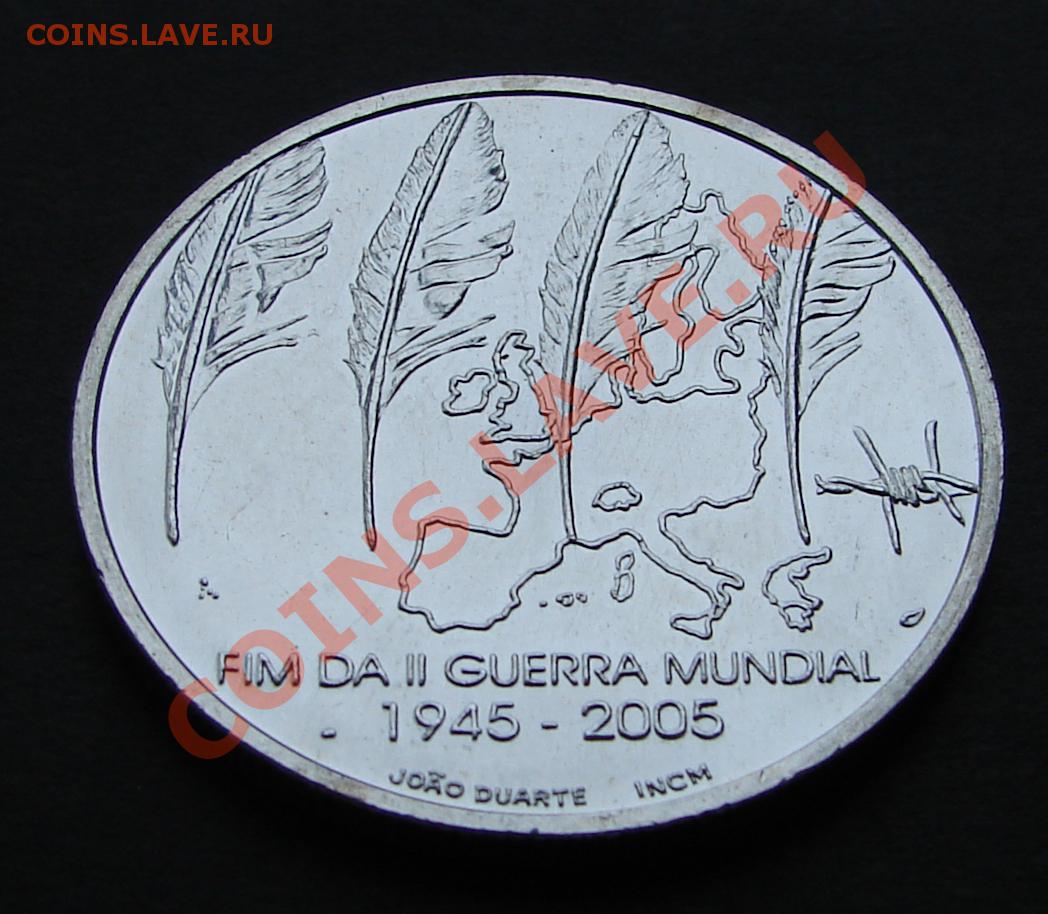 COINS.LAVE.RU
COINS.LAVE.RU
FIM DA II GUERRA MUNDIAL
1945 - 2005
JOÃO DUARTE INCM